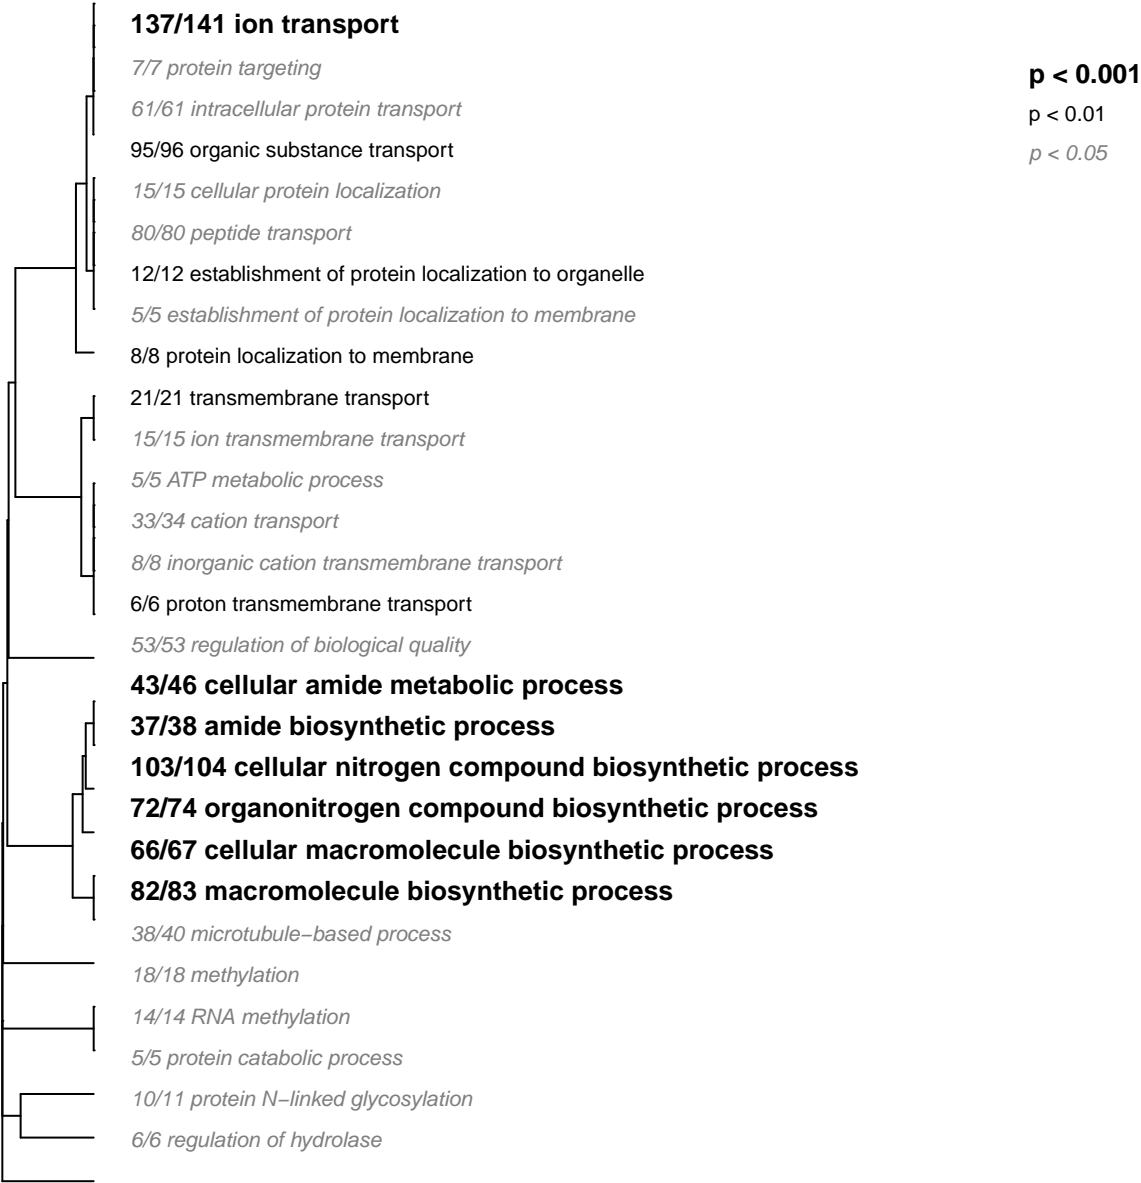 137/141 ion transport
7/7 protein targeting
61/61 intracellular protein transport
95/96 organic substance transport
15/15 cellular protein localization
80/80 peptide transport
12/12 establishment of protein localization to organelle
5/5 establishment of protein localization to membrane
8/8 protein localization to membrane
21/21 transmembrane transport
15/15 ion transmembrane transport
5/5 ATP metabolic process
33/34 cation transport
8/8 inorganic cation transmembrane transport
6/6 proton transmembrane transport
53/53 regulation of biological quality
43/46 cellular amide metabolic process
37/38 amide biosynthetic process
103/104 cellular nitrogen compound biosynthetic process
72/74 organonitrogen compound biosynthetic process
66/67 cellular macromolecule biosynthetic process
82/83 macromolecule biosynthetic process
38/40 microtubule−based process
18/18 methylation
14/14 RNA methylation
5/5 protein catabolic process
10/11 protein N−linked glycosylation
6/6 regulation of hydrolase
p < 0.001
p < 0.01
p < 0.05